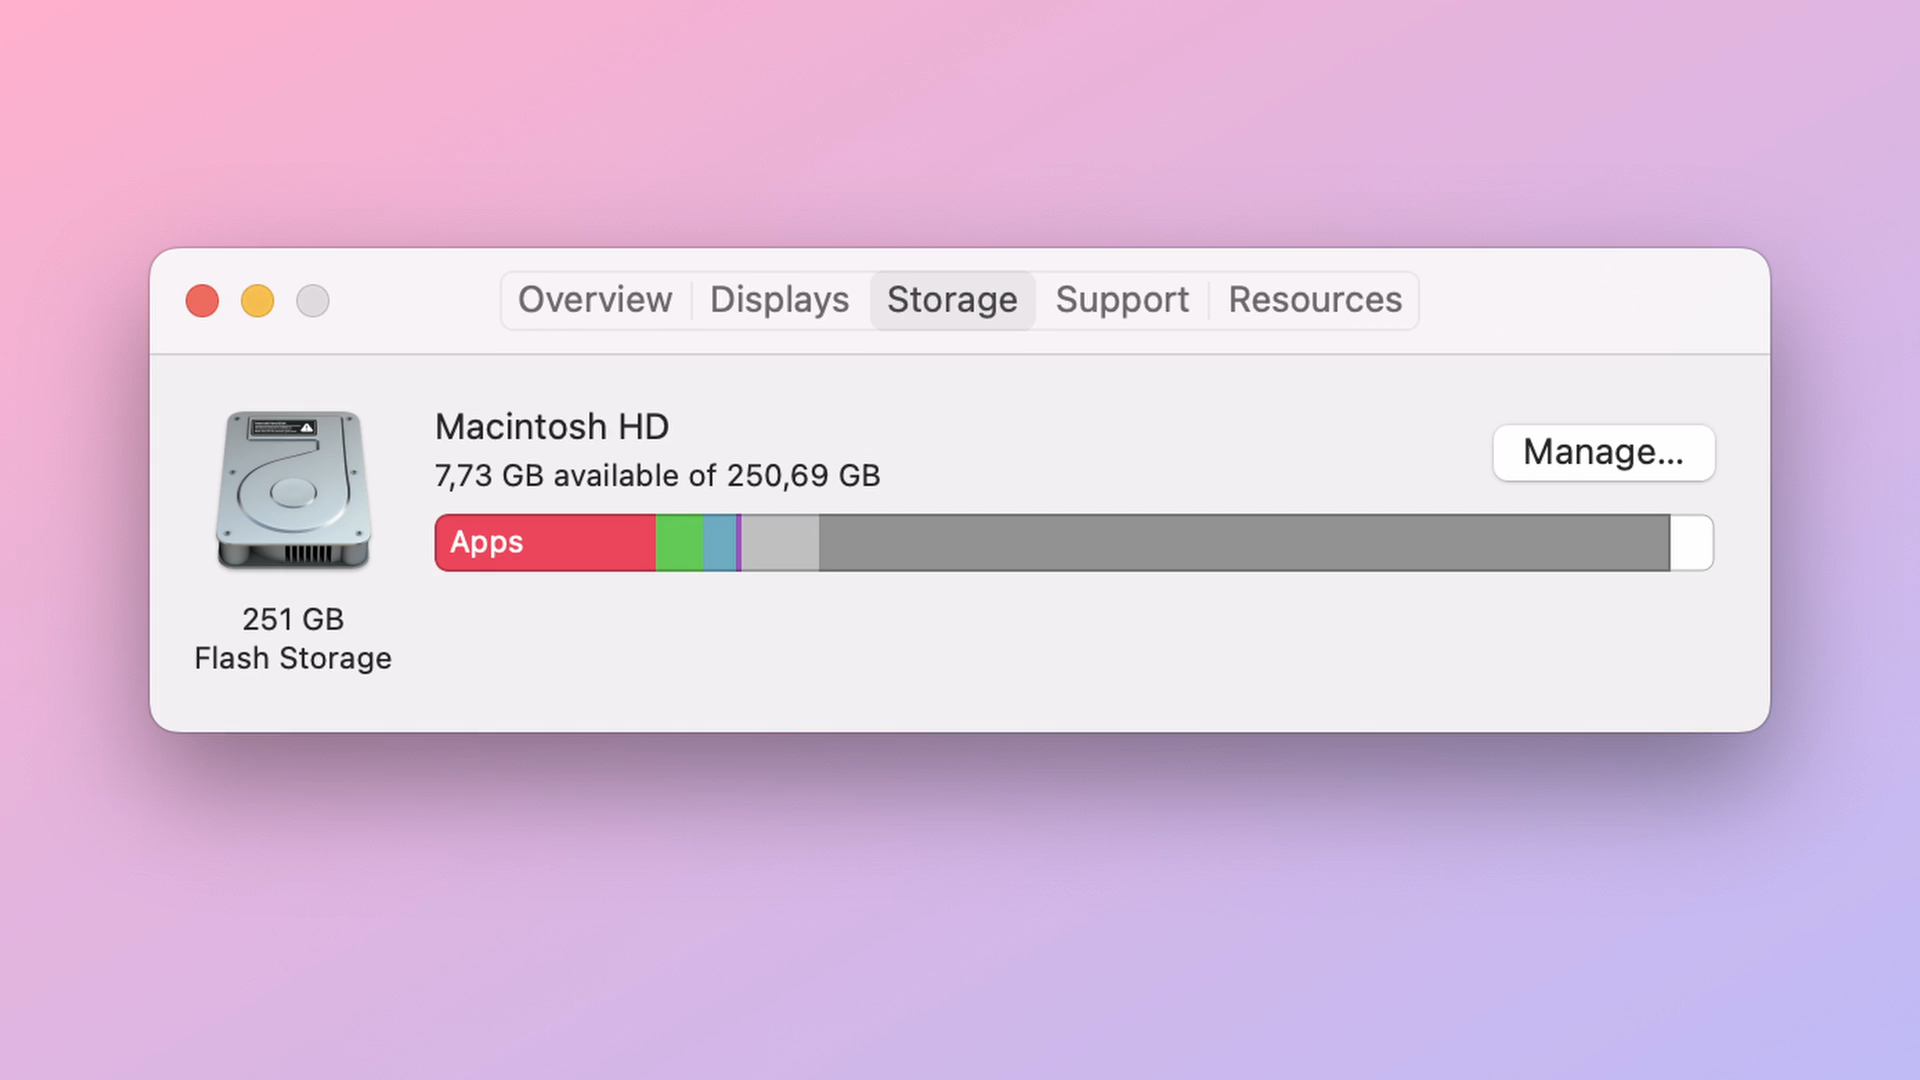 Overview Displays Storage Support Resources
Macintosh HD
7,73 GB available of 250,69 GB
Manage...
Apps
251 GB
Flash Storage